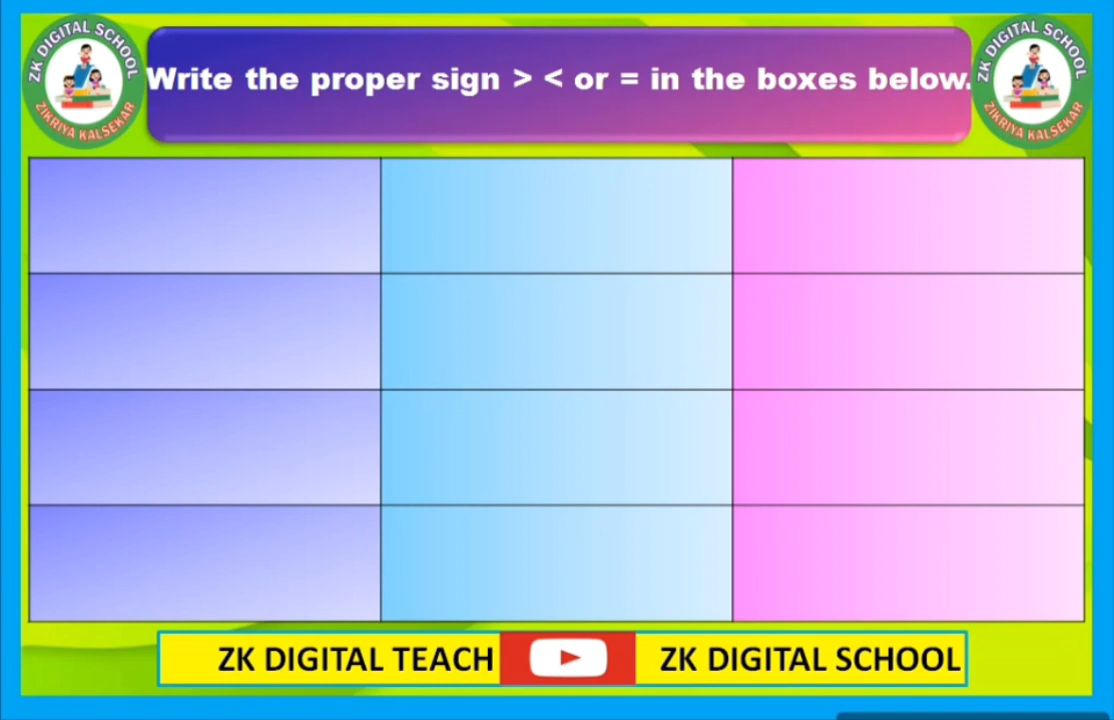 ZK DIGITAL SCHOOL
ZIKRIYA KALSEKAR
Write the proper sign > < or = in the boxes below.
ZK DIGITAL SCHOOL
ZIKRIYA KALSEKAR
ZK DIGITAL TEACH
ZK DIGITAL SCHOOL